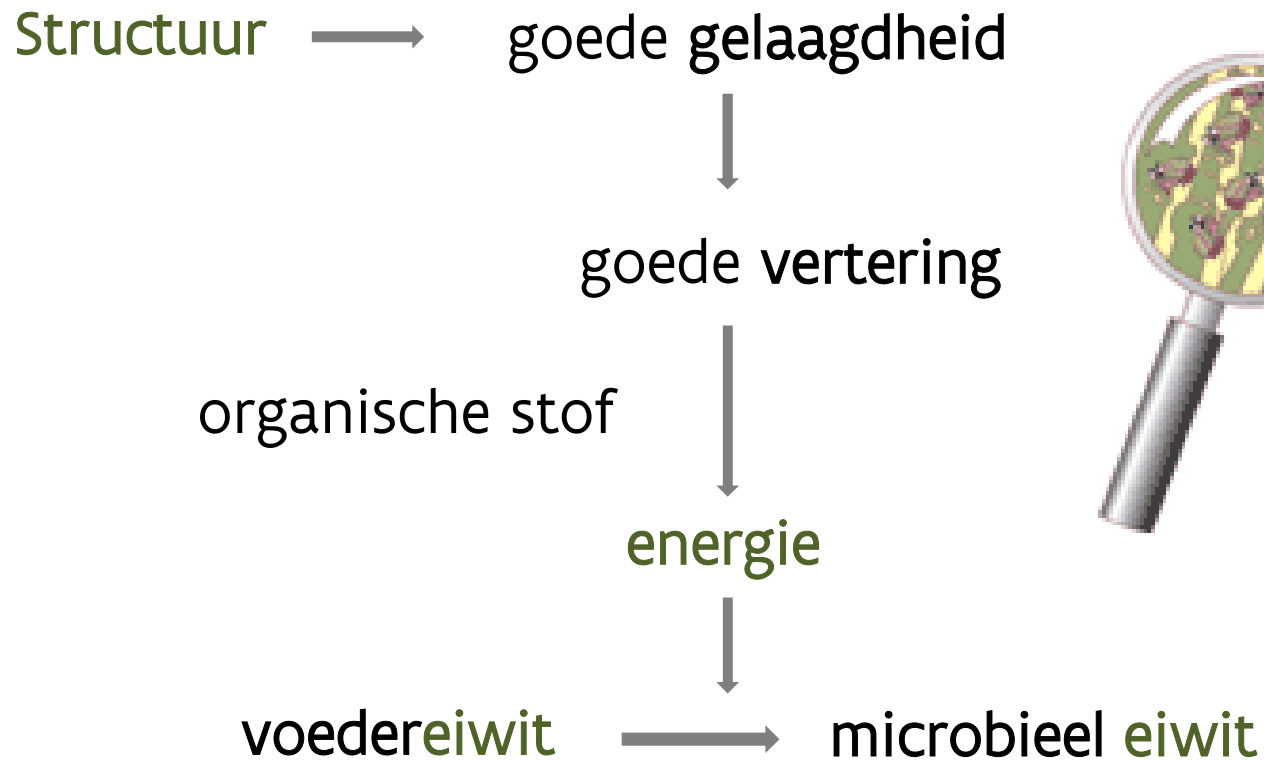 Structuur goede gelaagdheid
goede vertering
organische stof
energie
voedereiwit microbieel eiwit